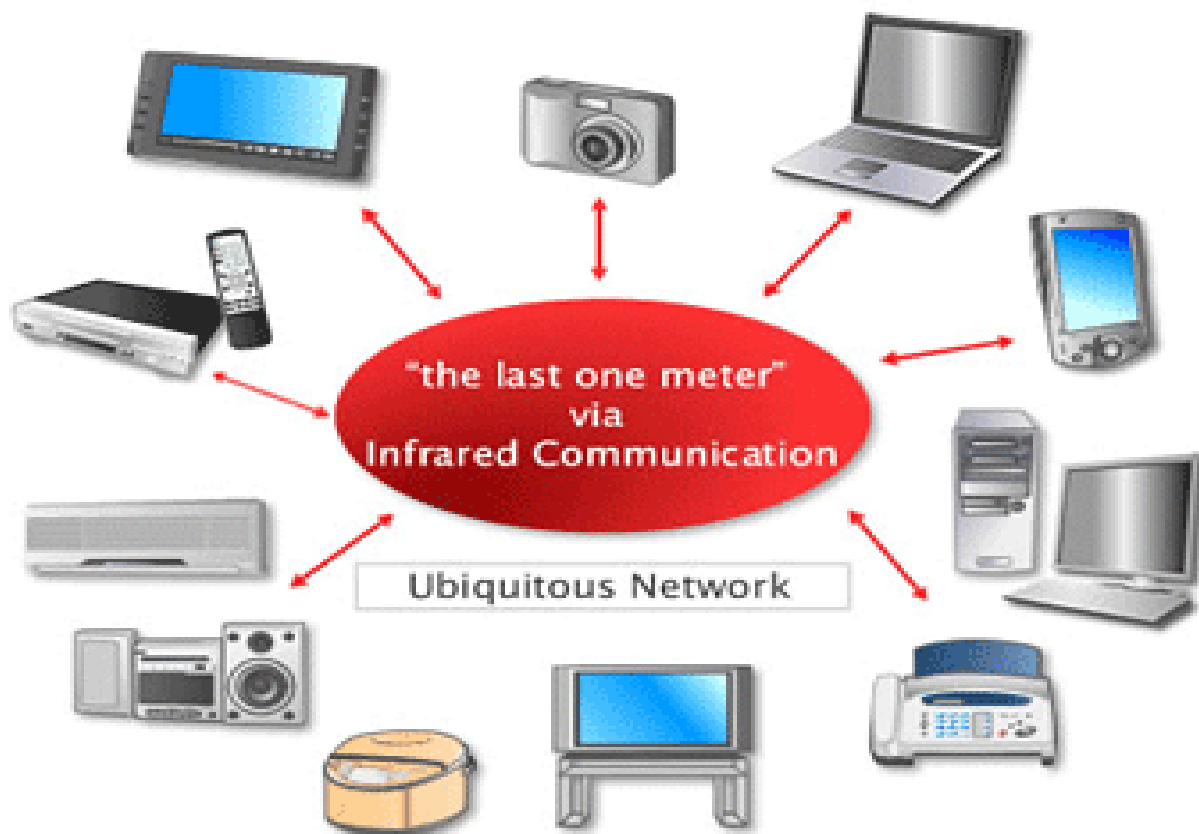 "the last one meter"
via
Infrared Communication
Ubiquitous Network